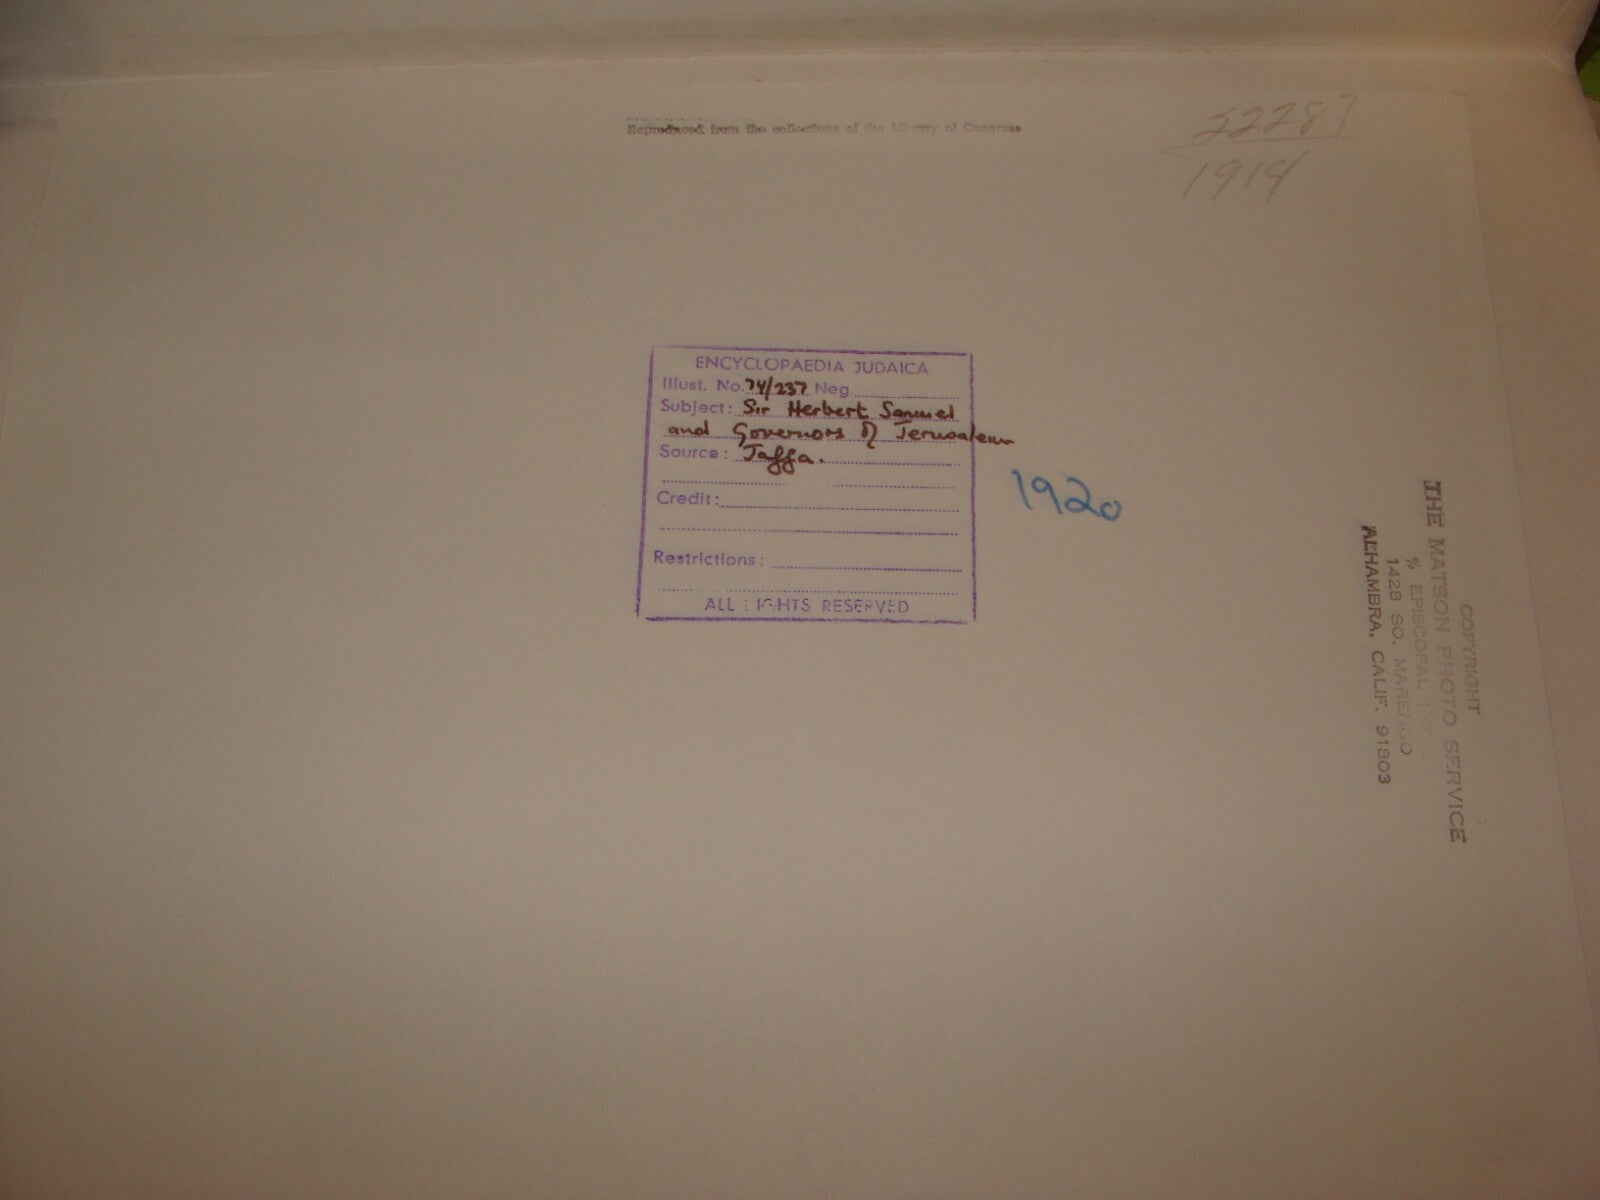 Reproduced from the collections of the Library of Congress
22287
1914
ENCYCLOPAEDIA JUDAICA
Illust. No. 74/237 Neg
Subject: Sir Herbert Samuel
and Governors of Jerusalem
Source: Jaffa.
Credit:
Restrictions:
ALL RIGHTS RESERVED
1920
COPYRIGHT
THE MATSON PHOTO SERVICE
% EPISCOPAL
1428 SO. MARENGO
ALHAMBRA, CALIF. 91803